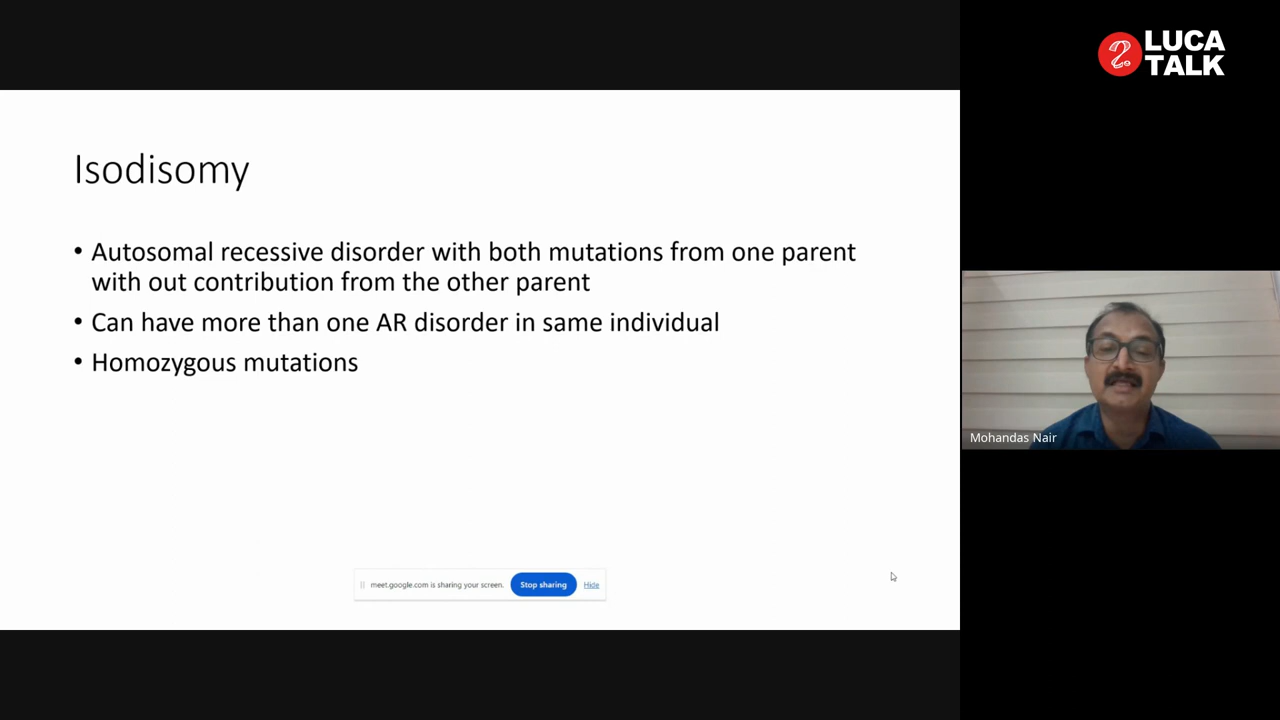 LUCA
TALK
Isodisomy
• Autosomal recessive disorder with both mutations from one parent
with out contribution from the other parent
• Can have more than one AR disorder in same individual
• Homozygous mutations
Mohandas Nair
meet.google.com is sharing your screen. Stop sharing Hide